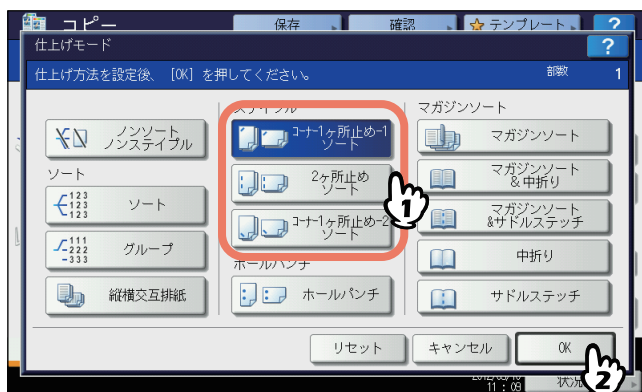 コピー
保存
確認
テンプレート
?
仕上げモード
?
仕上げ方法を設定後、[OK] を押してください。
部数 1
ステイプル
マガジンソート
ノンソート
ノンステイプル
コーナー1ヶ所止め-1
ソート
マガジンソート
ソート
2ヶ所止め
ソート
マガジンソート
&中折り
123
123
123
ソート
1
コーナー1ヶ所止め-2
ソート
マガジンソート
&サドルステッチ
111
222
333
グループ
ホールパンチ
中折り
縦横交互排紙
ホールパンチ
サドルステッチ
リセット
キャンセル
OK
2
11:09
状況